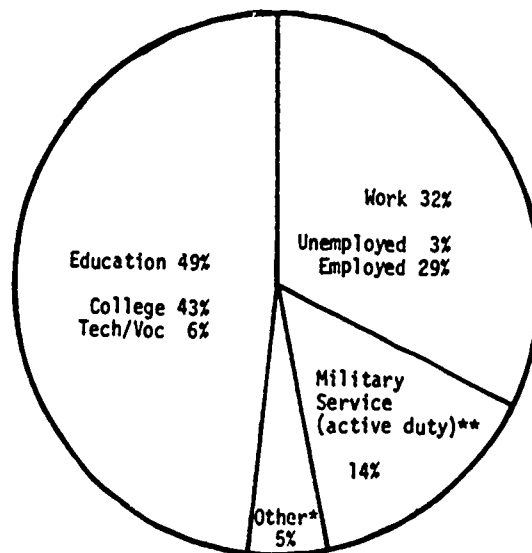 Work 32%
Unemployed 3%
Employed 29%
Education 49%
College 43%
Tech/Voc 6%
Military
Service
(active duty)**
14%
Other*
5%